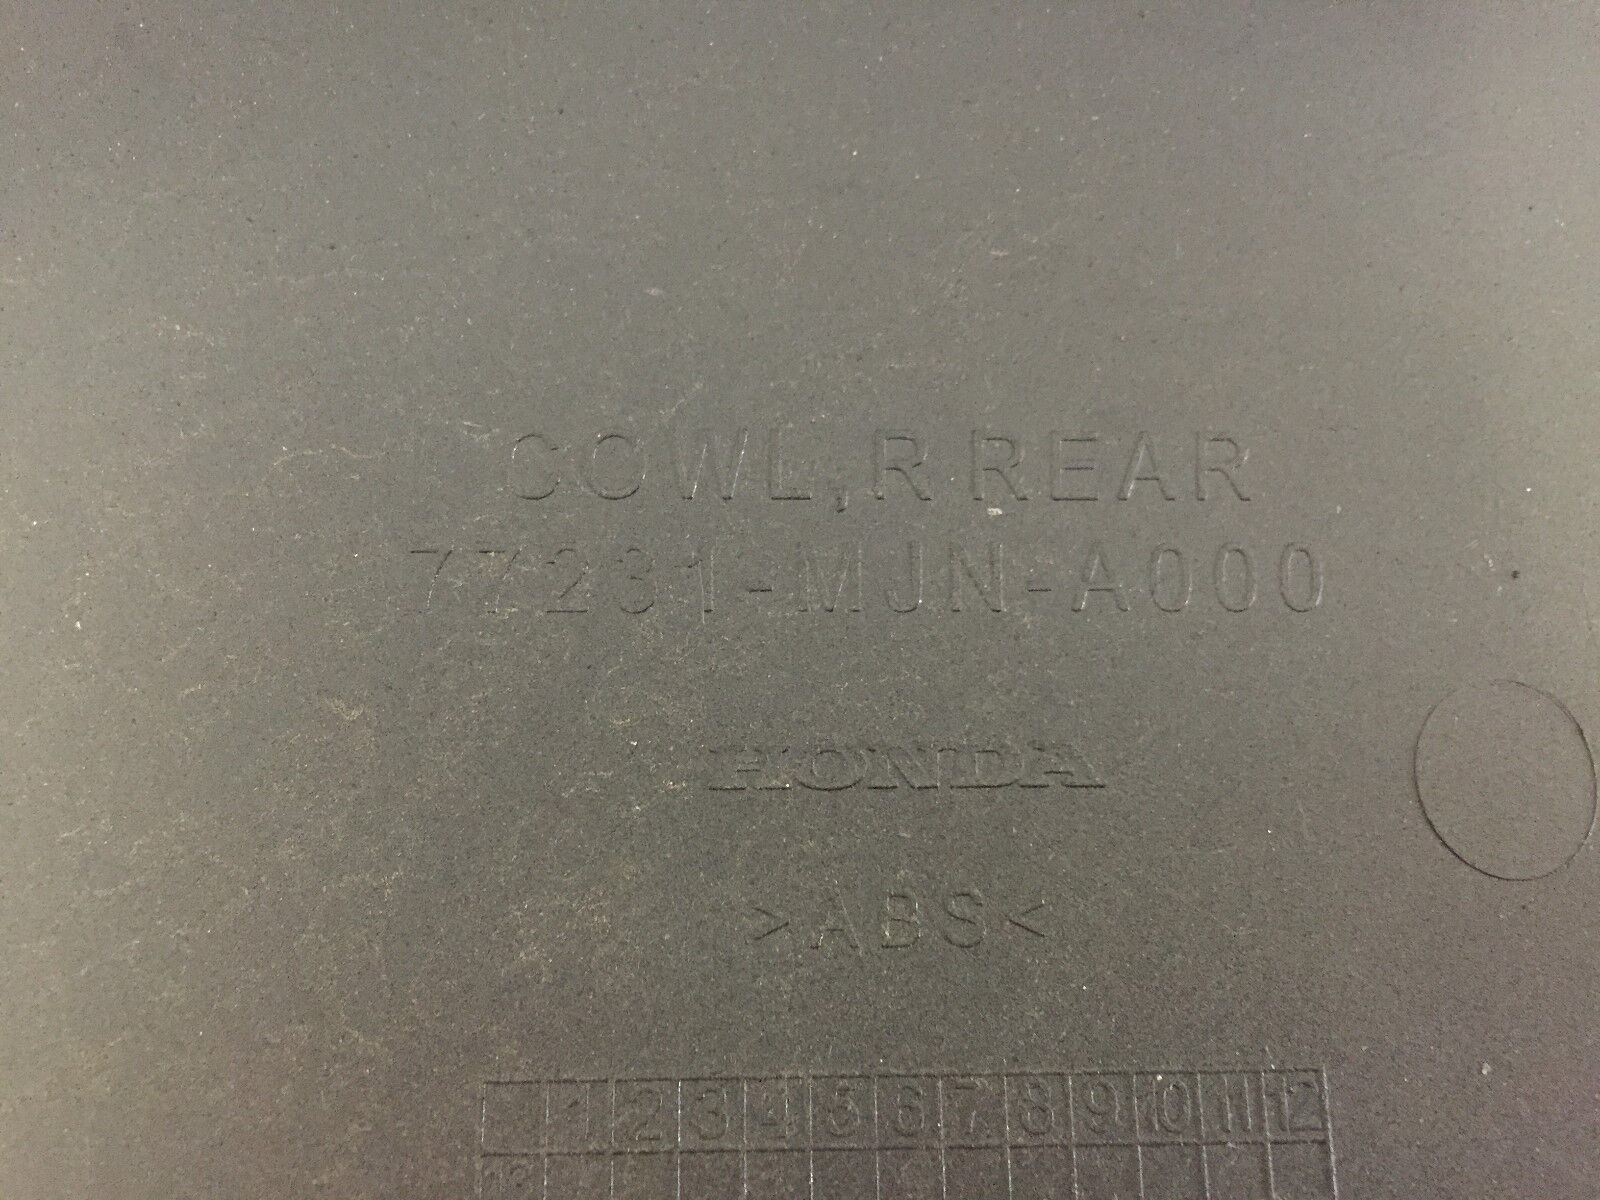 COWL,R REAR
77231-MJN-A000
HONDA
>ABS<
1 2 3 4 5 6 7 8 9 10 11 12